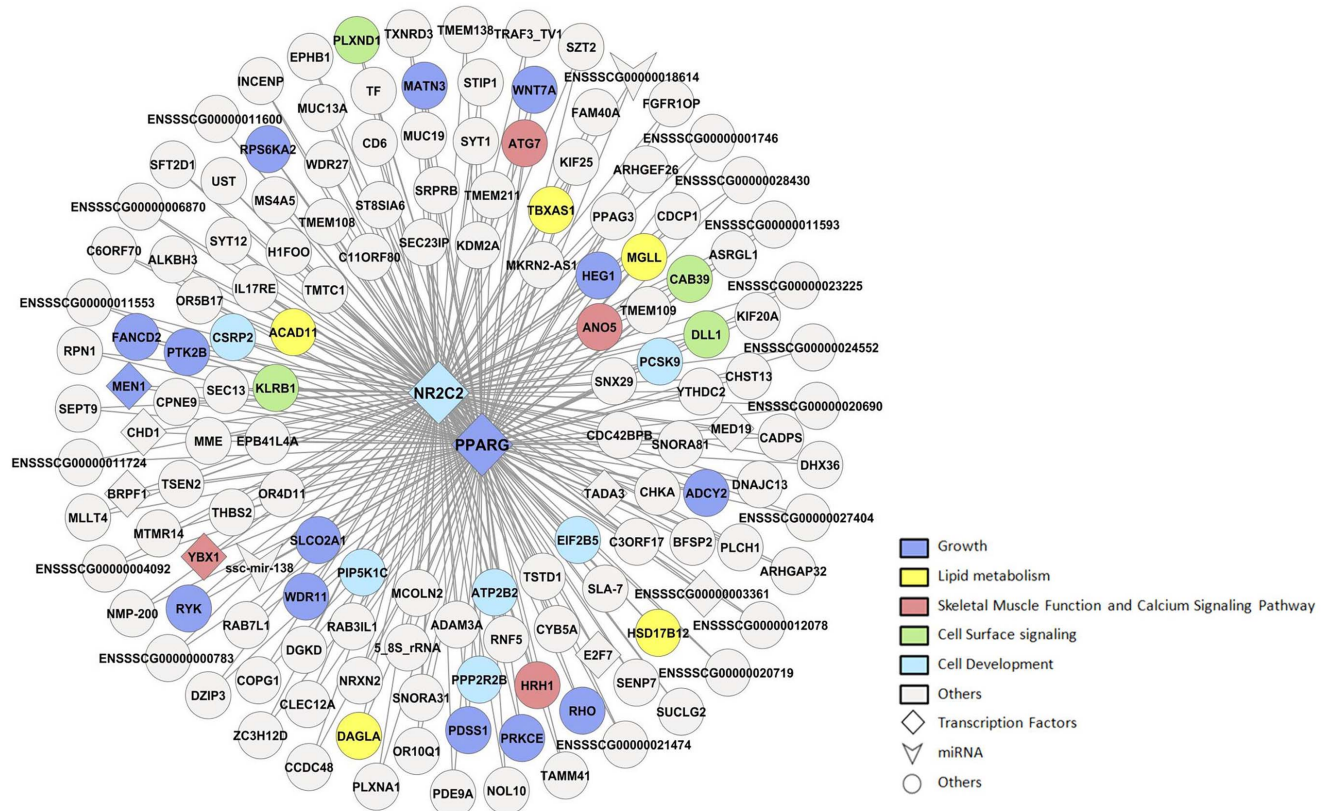 PLXND1
TXNRD3
TMEM138
TRAF3_TV1
SZT2
EPHB1
ENSSSCG00000018614
INCENP
TF
MATN3
STIP1
WNT7A
FGFR1OP
MUC13A
FAM40A
ENSSSCG00000011600
ENSSSCG00000001746
RPS6KA2
CD6
MUC19
SYT1
ATG7
SFT2D1
WDR27
KIF25
ARHGEF26
ENSSSCG00000028430
UST
MS4A5
ST8SIA6
SRPRB
TMEM211
ENSSSCG00000006870
TBXAS1
PPAG3
CDCP1
ENSSSCG00000011593
TMEM108
C6ORF70
SYT12
H1FOO
C11ORF80
SEC23IP
KDM2A
ALKBH3
MKRN2-AS1
HEG1
MGLL
ASRGL1
CAB39
ENSSSCG00000023225
IL17RE
TMTC1
OR5B17
ENSSSCG00000011553
TMEM109
KIF20A
FANCD2
PTK2B
CSRP2
ACAD11
ANO5
DLL1
RPN1
ENSSSCG00000024552
PCSK9
MEN1
SEC13
KLRB1
NR2C2
SNX29
YTHDC2
CHST13
CPNE9
SEPT9
ENSSSCG00000020690
CHD1
MME
EPB41L4A
PPARG
CDC42BPB
SNORA81
MED19
CADPS
ENSSSCG00000011724
DHX36
TSEN2
BRPF1
OR4D11
TADA3
CHKA
ADCY2
DNAJC13
MLLT4
THBS2
MTMR14
ENSSSCG00000027404
SLCO2A1
EIF2B5
C3ORF17
BFSP2
PLCH1
YBX1
ssc-mir-138
ENSSSCG00000004092
PIP5K1C
ARHGAP32
TSTD1
SLA-7
ENSSSCG00000003361
MCOLN2
ATP2B2
WDR11
NMP-200
RYK
RAB7L1
RAB3IL1
ADAM3A
RNF5
CYB5A
HSD17B12
ENSSSCG00000012078
5_8S_rRNA
DGKD
E2F7
ENSSSCG00000000783
ENSSSCG00000020719
COPG1
NRXN2
PPP2R2B
HRH1
SENP7
DZIP3
CLEC12A
SNORA31
RHO
SUCLG2
DAGLA
PDSS1
PRKCE
ZC3H12D
ENSSSCG00000021474
OR10Q1
CCDC48
TAMM41
PLXNA1
PDE9A
NOL10
Growth
Lipid metabolism
Skeletal Muscle Function and Calcium Signaling Pathway
Cell Surface signaling
Cell Development
Others
Transcription Factors
miRNA
Others